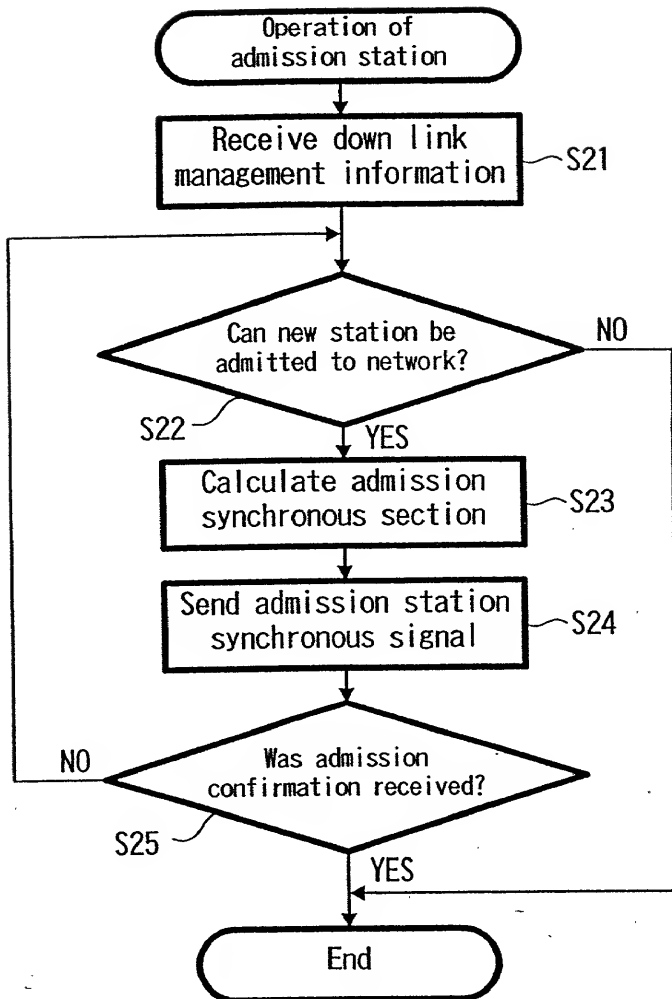 Operation of
admission station
Receive down link
management information
S21
Can new station be
admitted to network?
NO
S22
YES
Calculate admission
synchronous section
S23
Send admission station
synchronous signal
S24
Was admission
confirmation received?
NO
S25
YES
End